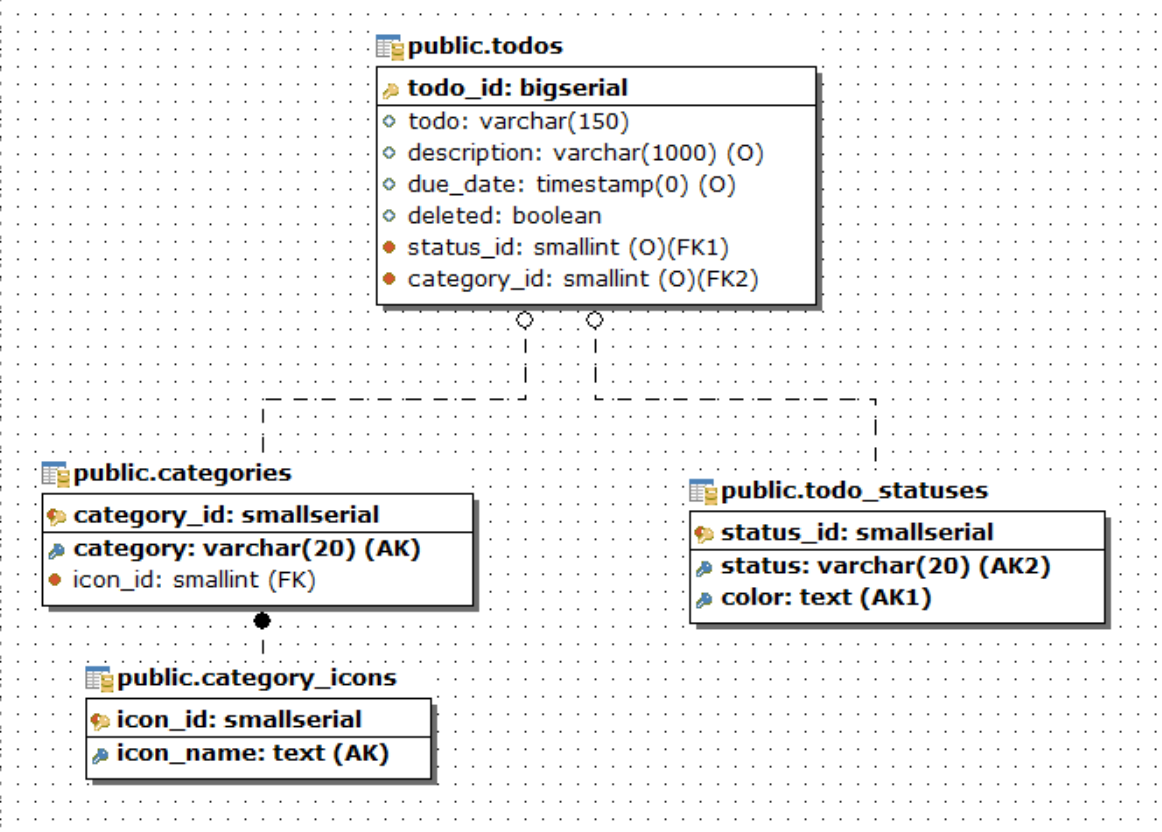 public.todos
todo_id: bigserial
todo: varchar(150)
description: varchar(1000) (O)
due_date: timestamp(0) (O)
deleted: boolean
status_id: smallint (O)(FK1)
category_id: smallint (O)(FK2)
public.categories
category_id: smallserial
category: varchar(20) (AK)
icon_id: smallint (FK)
public.todo_statuses
status_id: smallserial
status: varchar(20) (AK2)
color: text (AK1)
public.category_icons
icon_id: smallserial
icon_name: text (AK)